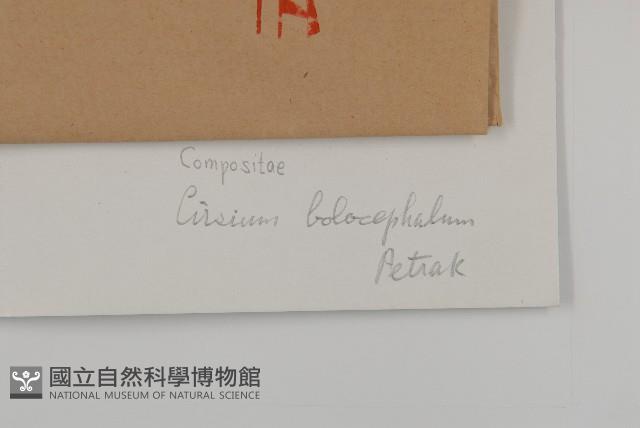 Compositae
Cirsium bolocephalum
Petrak
國立自然科學博物館
NATIONAL MUSEUM OF NATURAL SCIENCE